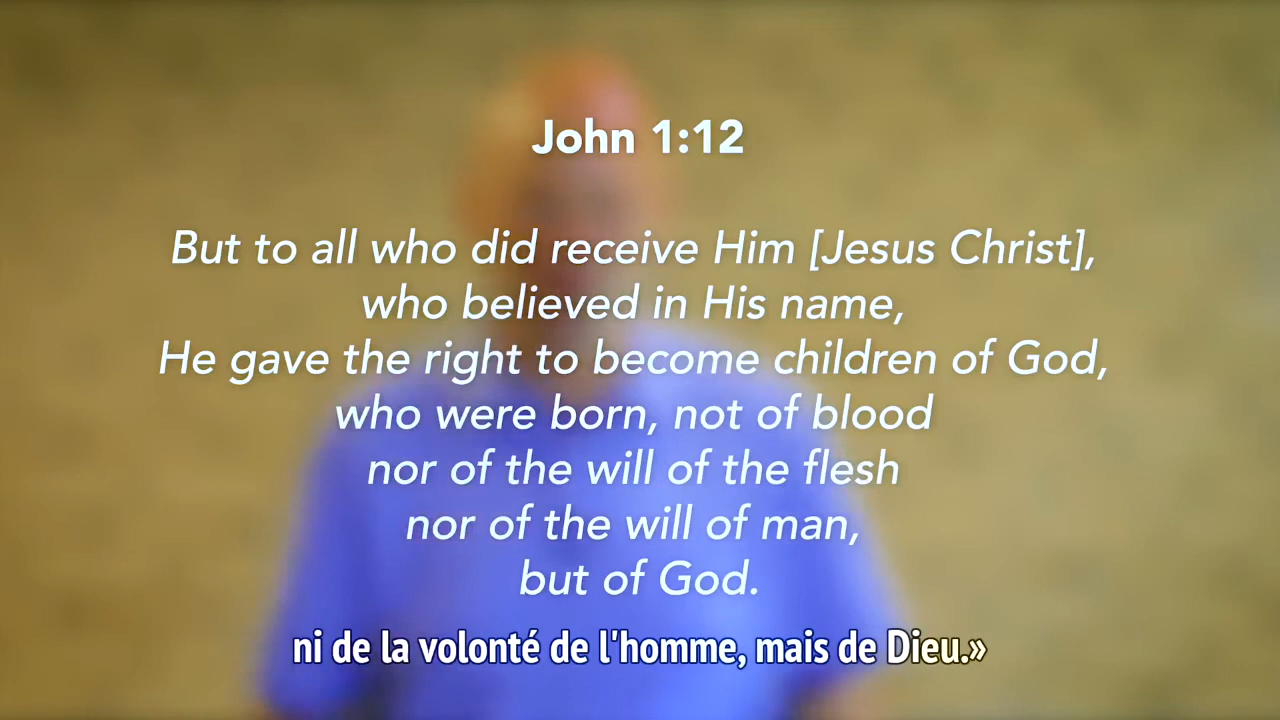 John 1:12
But to all who did receive Him [Jesus Christ],
who believed in His name,
He gave the right to become children of God,
who were born, not of blood
nor of the will of the flesh
nor of the will of man,
but of God.
ni de la volonté de l'homme, mais de Dieu.»